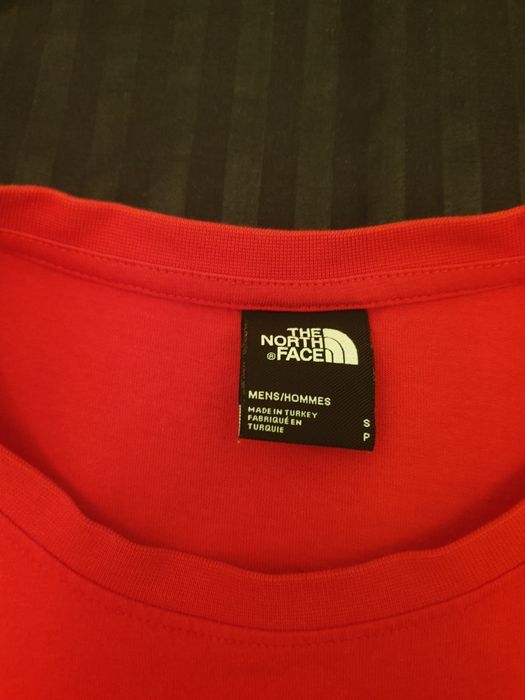 THE
NORTH
® FACE
MENS/HOMMES
MADE IN TURKEY
FABRIQUÉ EN
TURQUIE
S
P